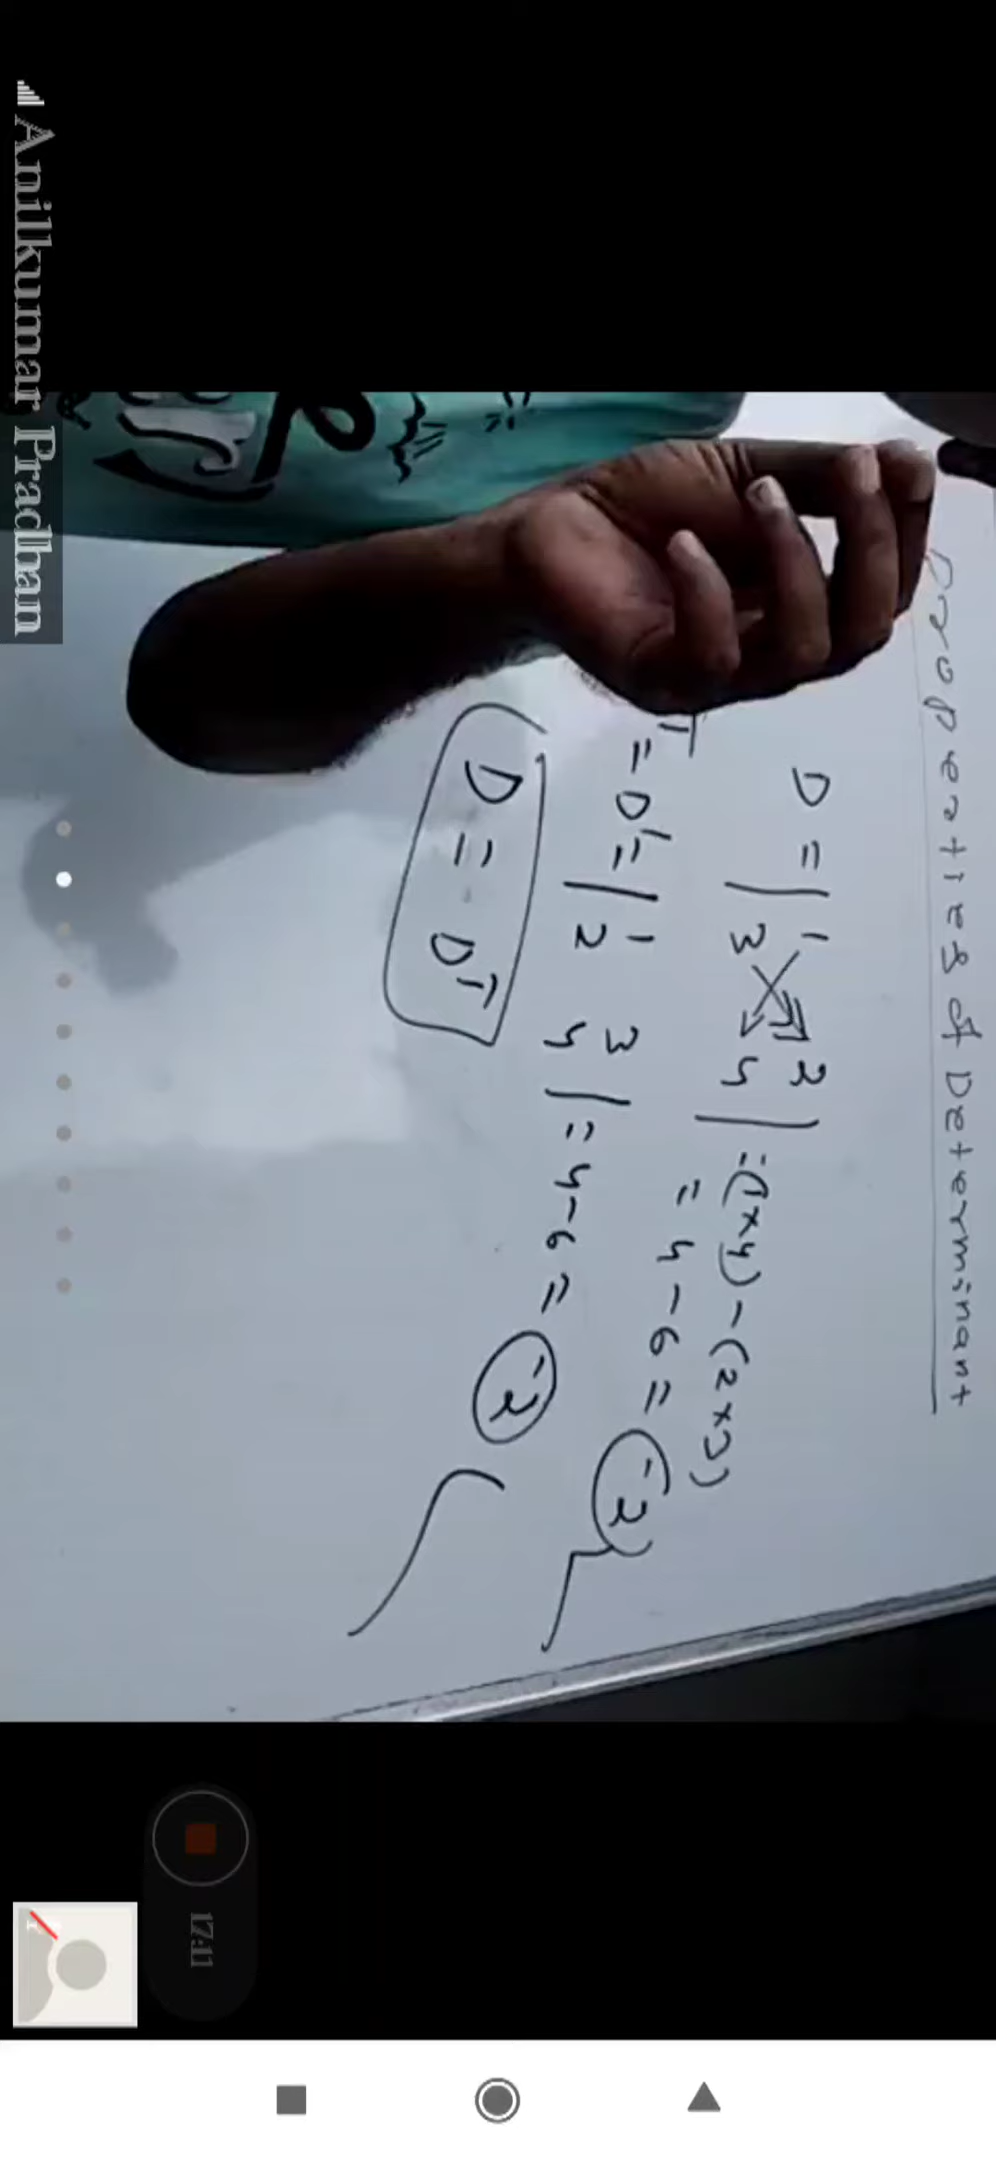 Properties of Determinant
D = | 1 2 |
| 3 4 | = (1×4) - (2×3)
= 4 - 6 = -2
T = D' = | 1 3 |
| 2 4 | = 4 - 6 = -2
D = D^T
Anilkumar Pradhan
17:11